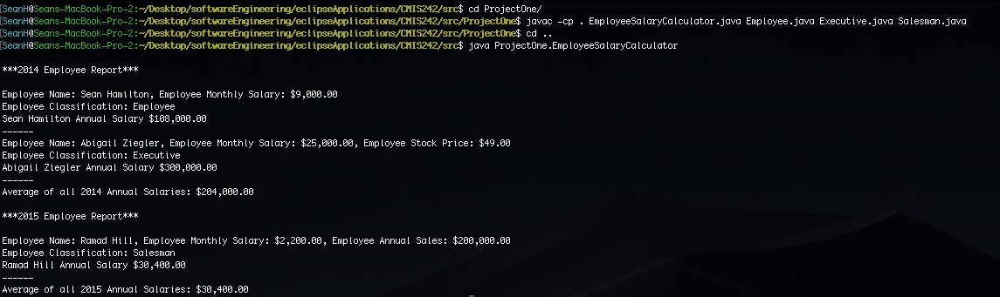 [SeanH@Seans-MacBook-Pro-2:~/Desktop/softwareEngineering/eclipseApplications/CMIS242/src$ cd ProjectOne/
[SeanH@Seans-MacBook-Pro-2:~/Desktop/softwareEngineering/eclipseApplications/CMIS242/src/ProjectOne$ javac -cp . EmployeeSalaryCalculator.java Employee.java Executive.java Salesman.java
[SeanH@Seans-MacBook-Pro-2:~/Desktop/softwareEngineering/eclipseApplications/CMIS242/src/ProjectOne$ cd ..
[SeanH@Seans-MacBook-Pro-2:~/Desktop/softwareEngineering/eclipseApplications/CMIS242/src$ java ProjectOne.EmployeeSalaryCalculator
***2014 Employee Report***
Employee Name: Sean Hamilton, Employee Monthly Salary: $9,000.00
Employee Classification: Employee
Sean Hamilton Annual Salary $108,000.00
------
Employee Name: Abigail Ziegler, Employee Monthly Salary: $25,000.00, Employee Stock Price: $49.00
Employee Classification: Executive
Abigail Ziegler Annual Salary $300,000.00
------
Average of all 2014 Annual Salaries: $204,000.00
***2015 Employee Report***
Employee Name: Ramad Hill, Employee Monthly Salary: $2,200.00, Employee Annual Sales: $200,000.00
Employee Classification: Salesman
Ramad Hill Annual Salary $30,400.00
------
Average of all 2015 Annual Salaries: $30,400.00